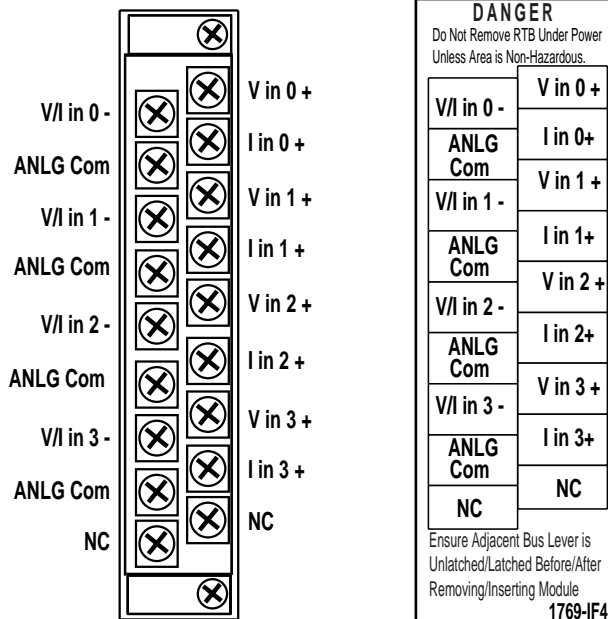 V/I in 0 -
ANLG Com
V/I in 1 -
ANLG Com
V/I in 2 -
ANLG Com
V/I in 3 -
ANLG Com
NC
V in 0 +
I in 0 +
V in 1 +
I in 1 +
V in 2 +
I in 2 +
V in 3 +
I in 3 +
NC
DANGER
Do Not Remove RTB Under Power
Unless Area is Non-Hazardous.
V/I in 0 -
ANLG
Com
V/I in 1 -
ANLG
Com
V/I in 2 -
ANLG
Com
V/I in 3 -
ANLG
Com
NC
V in 0 +
I in 0+
V in 1 +
I in 1+
V in 2 +
I in 2+
V in 3 +
I in 3+
NC
Ensure Adjacent Bus Lever is
Unlatched/Latched Before/After
Removing/Inserting Module
1769-IF4